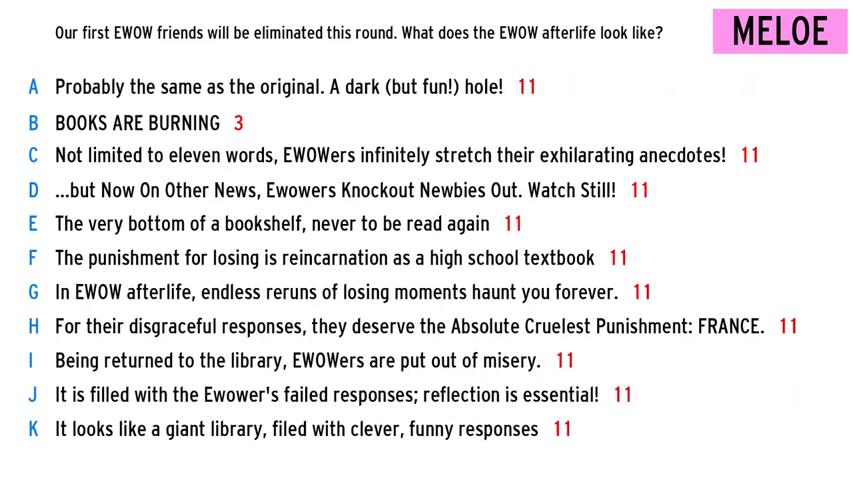 Our first EWOW friends will be eliminated this round. What does the EWOW afterlife look like?
MELOE
A Probably the same as the original. A dark (but fun!) hole! 11
B BOOKS ARE BURNING 3
C Not limited to eleven words, EWOWers infinitely stretch their exhilarating anecdotes! 11
D ...but Now On Other News, Ewowers Knockout Newbies Out. Watch Still! 11
E The very bottom of a bookshelf, never to be read again 11
F The punishment for losing is reincarnation as a high school textbook 11
G In EWOW afterlife, endless reruns of losing moments haunt you forever. 11
H For their disgraceful responses, they deserve the Absolute Cruelest Punishment: FRANCE. 11
I Being returned to the library, EWOWers are put out of misery. 11
J It is filled with the Ewower's failed responses; reflection is essential! 11
K It looks like a giant library, filed with clever, funny responses 11